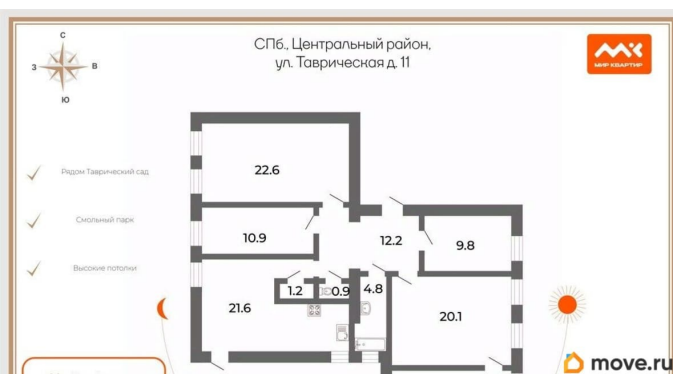 С
З
В
Ю
СПб., Центральный район,
ул. Таврическая д. 11
МИР КВАРТИР
Рядом Таврический сад
Смольный парк
Высокие потолки
22.6
10.9
12.2
9.8
1.2
0.9
4.8
21.6
20.1
move.ru